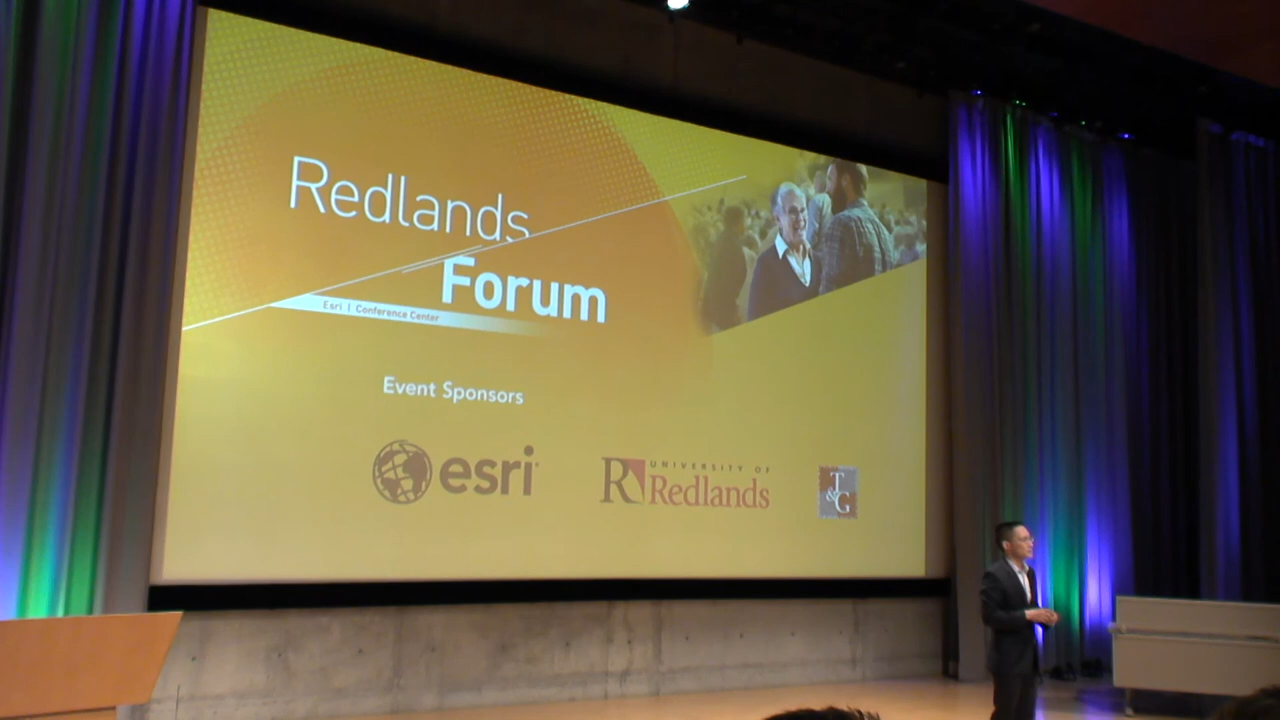 Redlands
Forum
Esri | Conference Center
Event Sponsors
esri
R UNIVERSITY OF
Redlands
T
&G